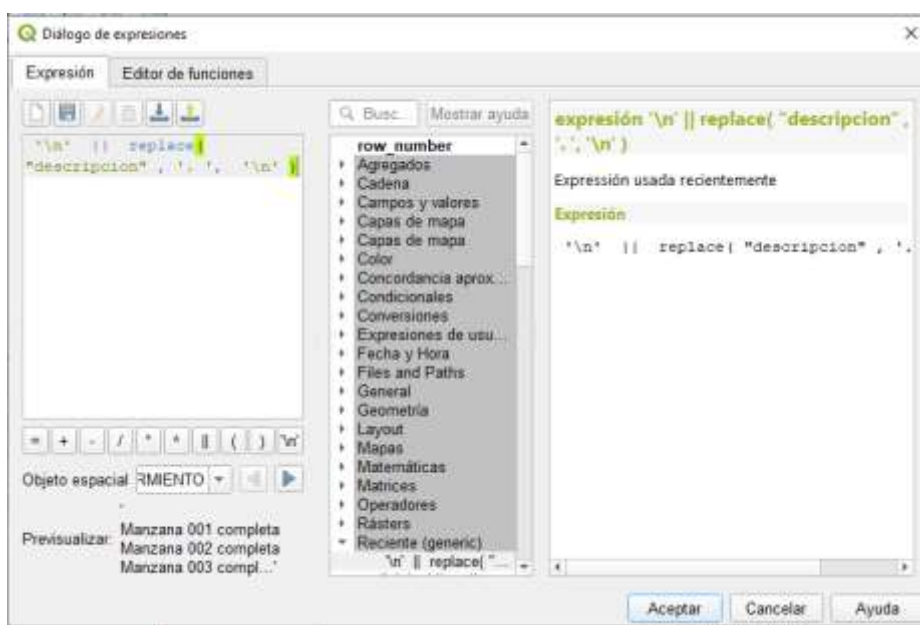 Diálogo de expresiones
Expresión
Editor de funciones
'\n' || replace(
"descripcion" , '. ', '\n' )
= + - / * ^ || ( ) '\n'
Objeto espacial RMIENTO
Previsualizar:
'
Manzana 001 completa
Manzana 002 completa
Manzana 003 compl...'
Busc... Mostrar ayuda
row_number
Agregados
Cadena
Campos y valores
Capas de mapa
Capas de mapa
Color
Concordancia aprox...
Condicionales
Conversiones
Expresiones de usu...
Fecha y Hora
Files and Paths
General
Geometría
Layout
Mapas
Matemáticas
Matrices
Operadores
Rásters
Reciente (generic)
'\n' || replace( "...
expresión '\n' || replace( "descripcion" ,
'. ', '\n' )
Expressión usada recientemente
Expresión
'\n' || replace( "descripcion" , '.
Aceptar Cancelar Ayuda